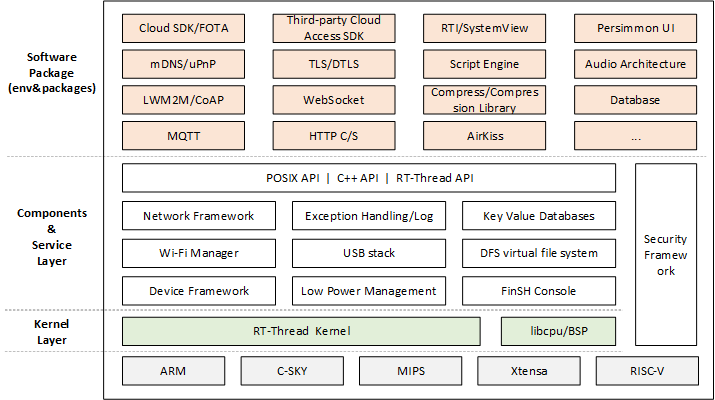 Software
Package
(env&packages)
Cloud SDK/FOTA
Third-party Cloud
Access SDK
RTI/SystemView
Persimmon UI
mDNS/uPnP
TLS/DTLS
Script Engine
Audio Architecture
LWM2M/CoAP
WebSocket
Compress/Compres
sion Library
Database
MQTT
HTTP C/S
AirKiss
...
Components
&
Service
Layer
POSIX API | C++ API | RT-Thread API
Network Framework
Exception Handling/Log
Key Value Databases
Wi-Fi Manager
USB stack
DFS virtual file system
Device Framework
Low Power Management
FinSH Console
Security
Framew
ork
Kernel
Layer
RT-Thread Kernel
libcpu/BSP
ARM
C-SKY
MIPS
Xtensa
RISC-V